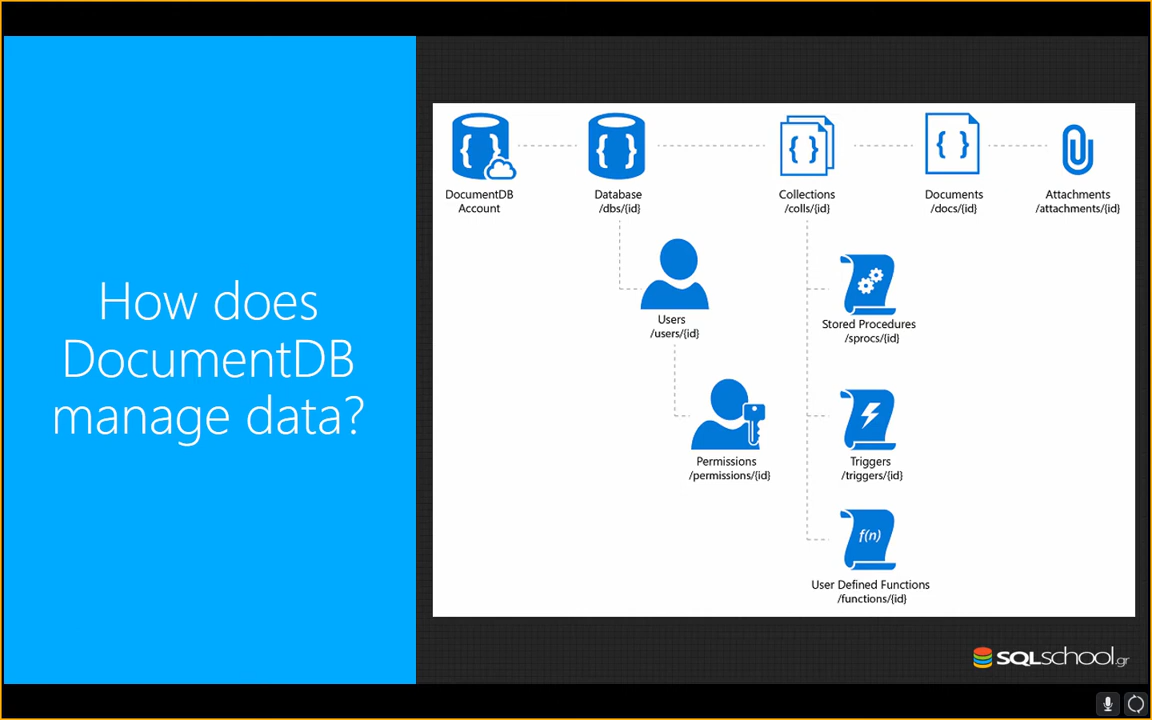 How does
DocumentDB
manage data?
DocumentDB
Account
Database
/dbs/{id}
Collections
/colls/{id}
Documents
/docs/{id}
Attachments
/attachments/{id}
Users
/users/{id}
Permissions
/permissions/{id}
Stored Procedures
/sprocs/{id}
Triggers
/triggers/{id}
f(n)
User Defined Functions
/functions/{id}
SQLschool.gr